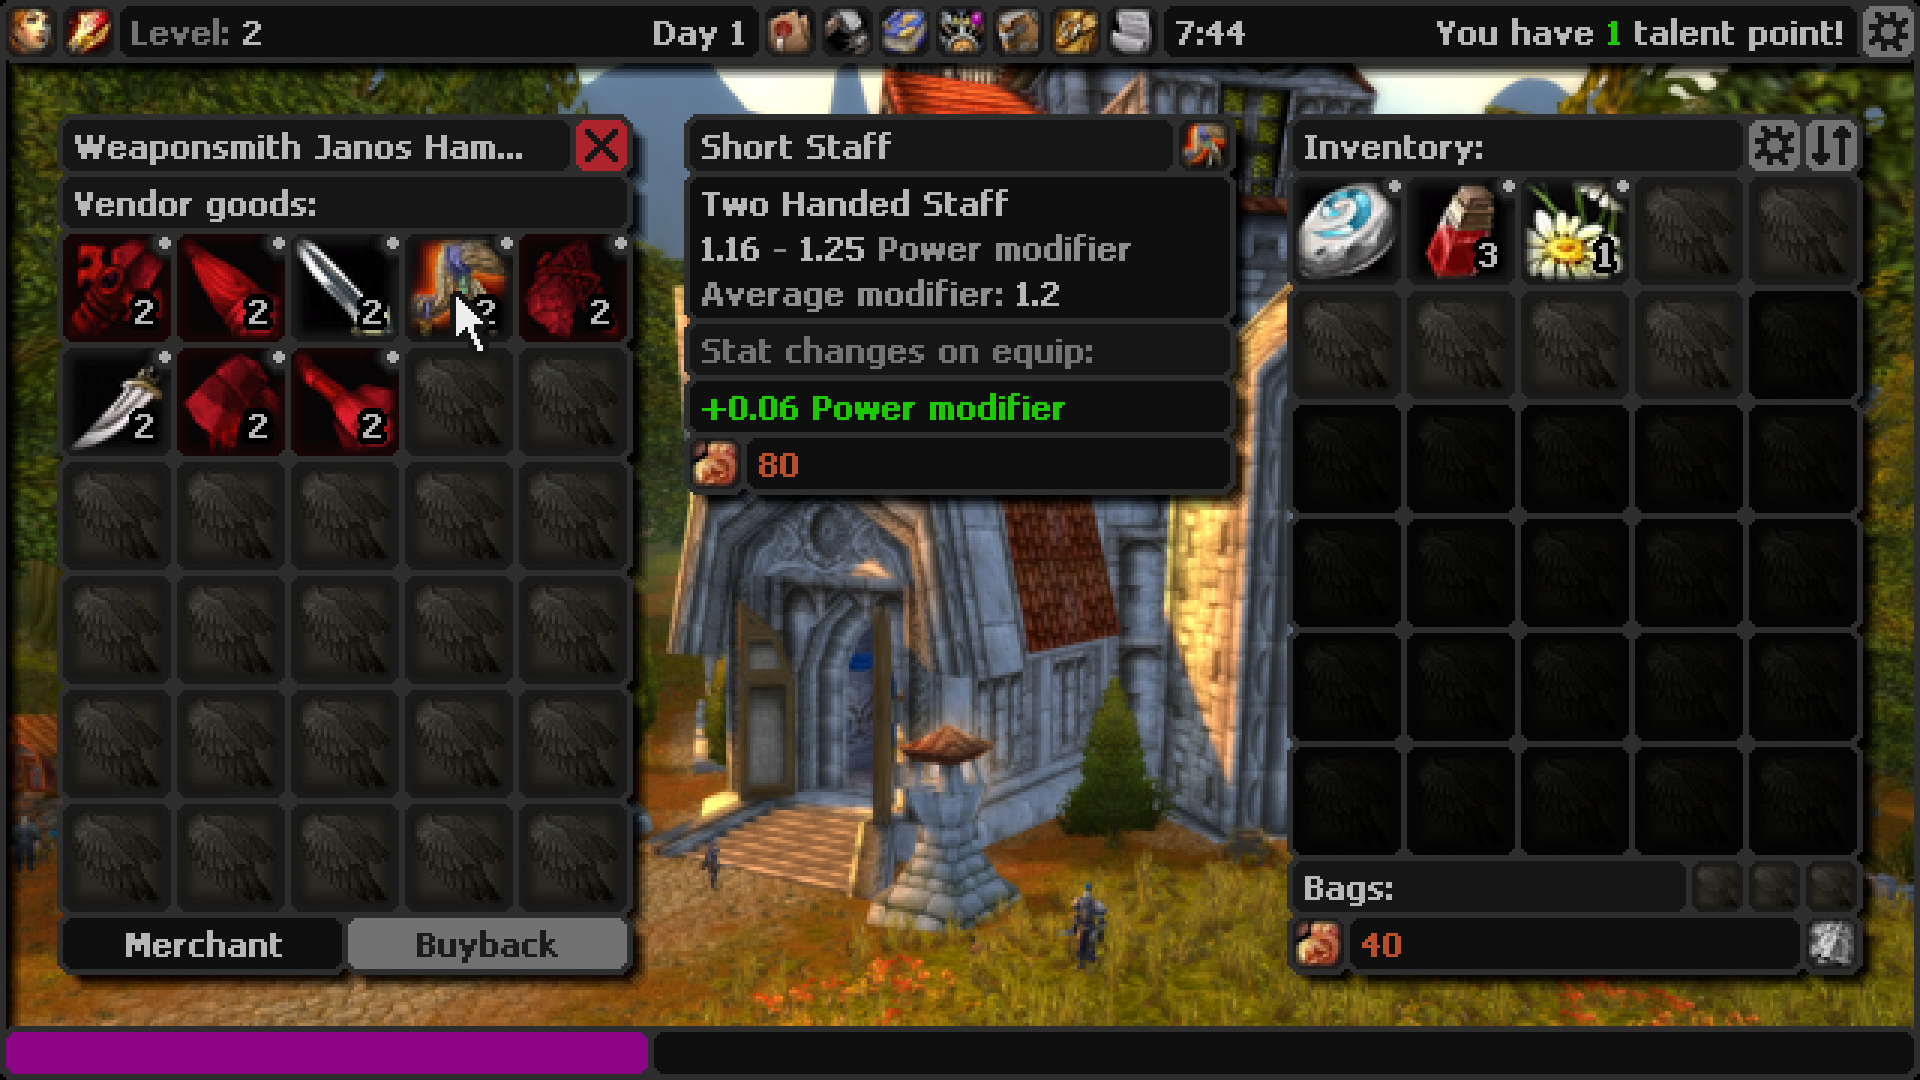 Level: 2
Day 1
7:44
You have 1 talent point!
Weaponsmith Janos Ham...
Vendor goods:
2
2
2
2
2
2
2
2
Merchant
Buyback
Short Staff
Two Handed Staff
1.16 - 1.25 Power modifier
Average modifier: 1.2
Stat changes on equip:
+0.06 Power modifier
80
Inventory:
3
1
Bags:
40